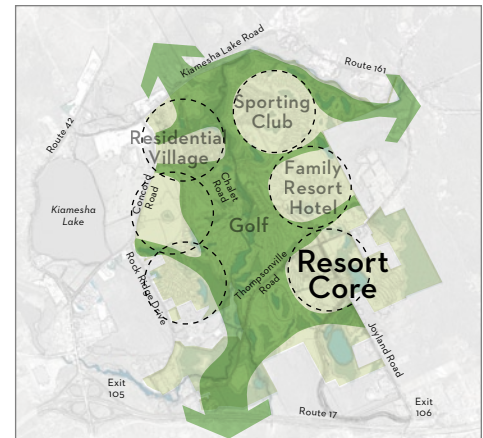 Kiamesha Lake Road
Route 161
Route 42
Sporting
Club
Residential
Village
Family
Resort
Hotel
Chalet
Road
Concord
Road
Kiamesha
Lake
Golf
Resort
Core
Thompsonville
Road
Rock Ridge Drive
Joyland Road
Exit
105
Route 17
Exit
106